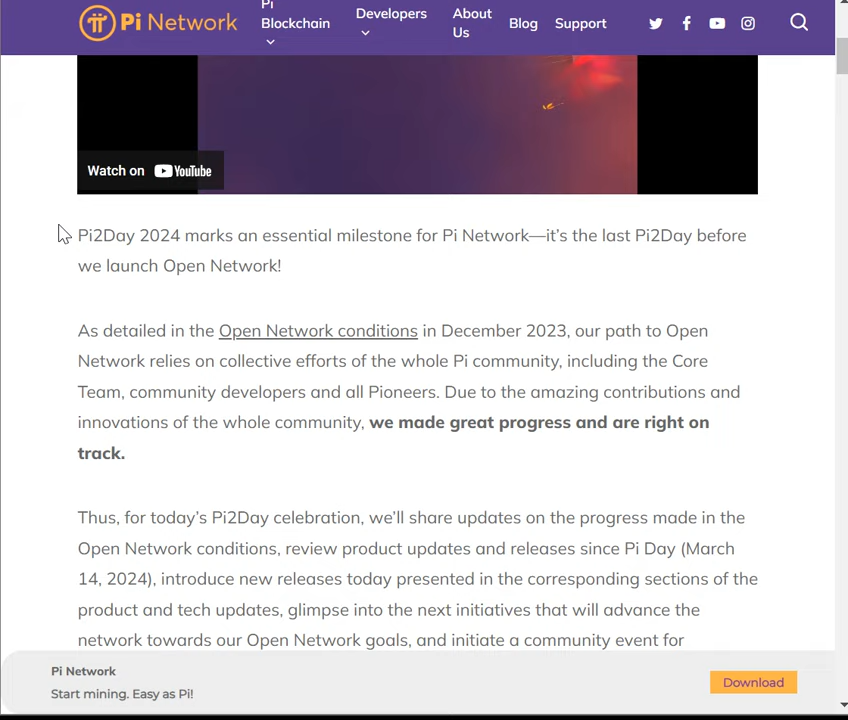 Pi Network
Pi Blockchain
Developers
About Us
Blog
Support
Watch on YouTube
Pi2Day 2024 marks an essential milestone for Pi Network—it’s the last Pi2Day before
we launch Open Network!
As detailed in the Open Network conditions in December 2023, our path to Open
Network relies on collective efforts of the whole Pi community, including the Core
Team, community developers and all Pioneers. Due to the amazing contributions and
innovations of the whole community, we made great progress and are right on
track.
Thus, for today’s Pi2Day celebration, we’ll share updates on the progress made in the
Open Network conditions, review product updates and releases since Pi Day (March
14, 2024), introduce new releases today presented in the corresponding sections of the
product and tech updates, glimpse into the next initiatives that will advance the
network towards our Open Network goals, and initiate a community event for
Pi Network
Start mining. Easy as Pi!
Download